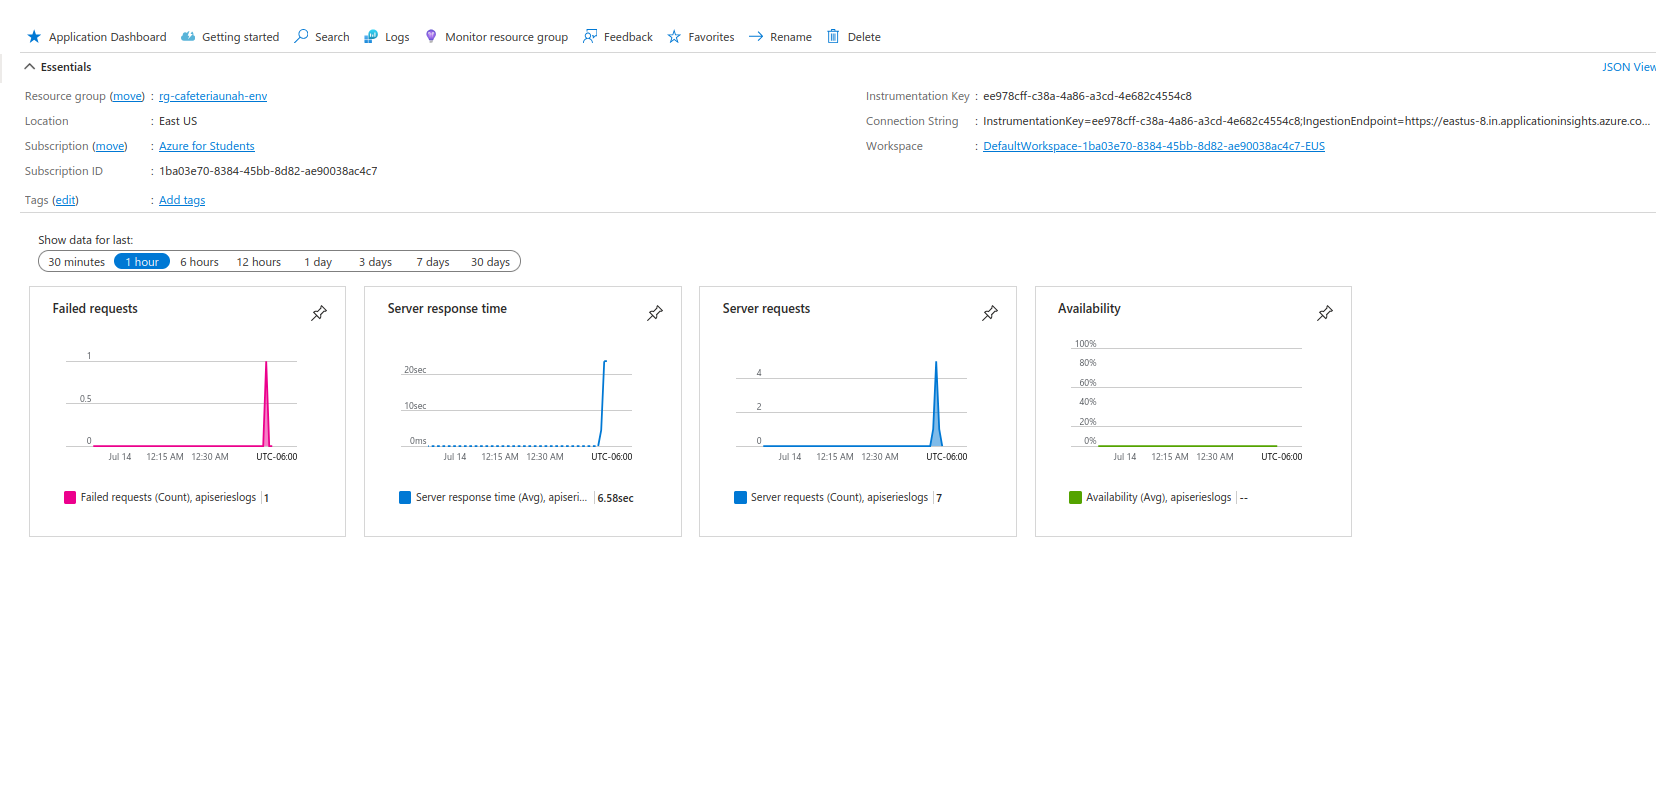 Application Dashboard Getting started Search Logs Monitor resource group Feedback Favorites Rename Delete
Essentials JSON View
Resource group (move) : rg-cafeteriaunah-env
Location : East US
Subscription (move) : Azure for Students
Subscription ID : 1ba03e70-8384-45bb-8d82-ae90038ac4c7
Tags (edit) : Add tags
Instrumentation Key : ee978cff-c38a-4a86-a3cd-4e682c4554c8
Connection String : InstrumentationKey=ee978cff-c38a-4a86-a3cd-4e682c4554c8;IngestionEndpoint=https://eastus-8.in.applicationinsights.azure.co...
Workspace : DefaultWorkspace-1ba03e70-8384-45bb-8d82-ae90038ac4c7-EUS
Show data for last:
30 minutes 1 hour 6 hours 12 hours 1 day 3 days 7 days 30 days
Failed requests
1
0.5
0
Jul 14 12:15 AM 12:30 AM UTC-06:00
Failed requests (Count), apiserieslogs 1
Server response time
20sec
10sec
0ms
Jul 14 12:15 AM 12:30 AM UTC-06:00
Server response time (Avg), apiseri... 6.58sec
Server requests
4
2
0
Jul 14 12:15 AM 12:30 AM UTC-06:00
Server requests (Count), apiserieslogs 7
Availability
100%
80%
60%
40%
20%
0%
Jul 14 12:15 AM 12:30 AM UTC-06:00
Availability (Avg), apiserieslogs --